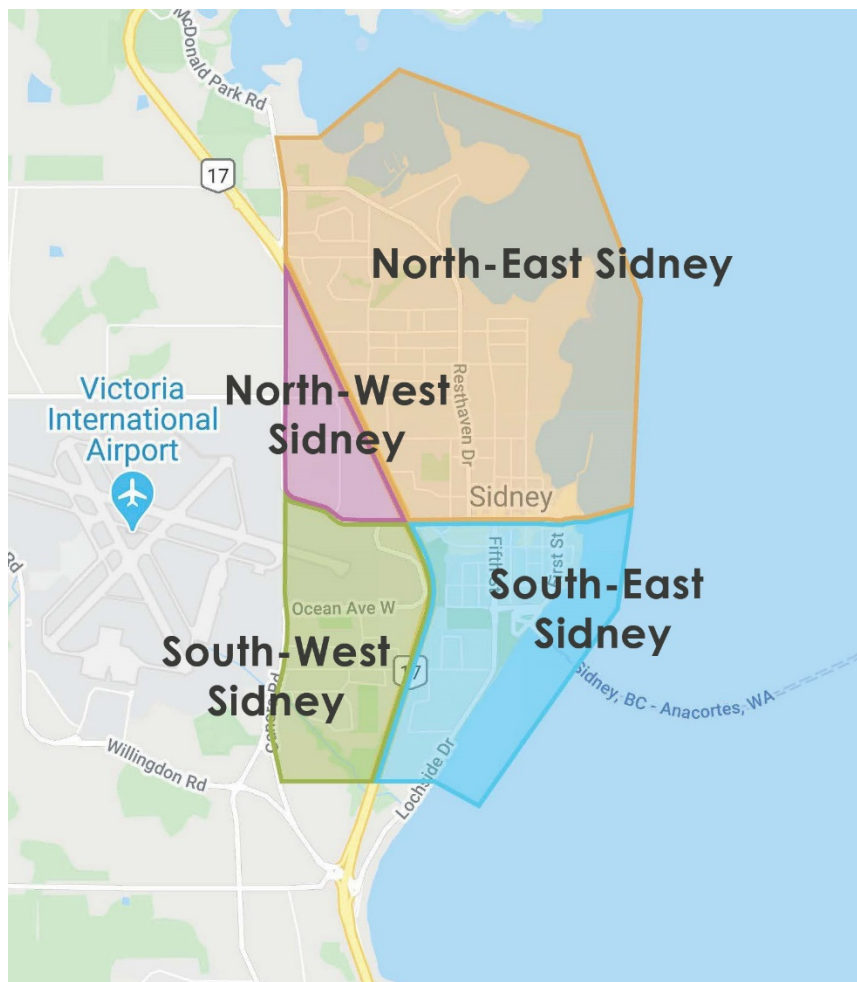 McDonald Park Rd
17
North-East Sidney
Victoria
International
Airport
North-West
Sidney
Resthaven Dr
Sidney
Rd
First St
South-East
Sidney
Ocean Ave W
South-West
Sidney
17
Sidney, BC - Anacortes, WA
Willingdon Rd
Lochside Dr